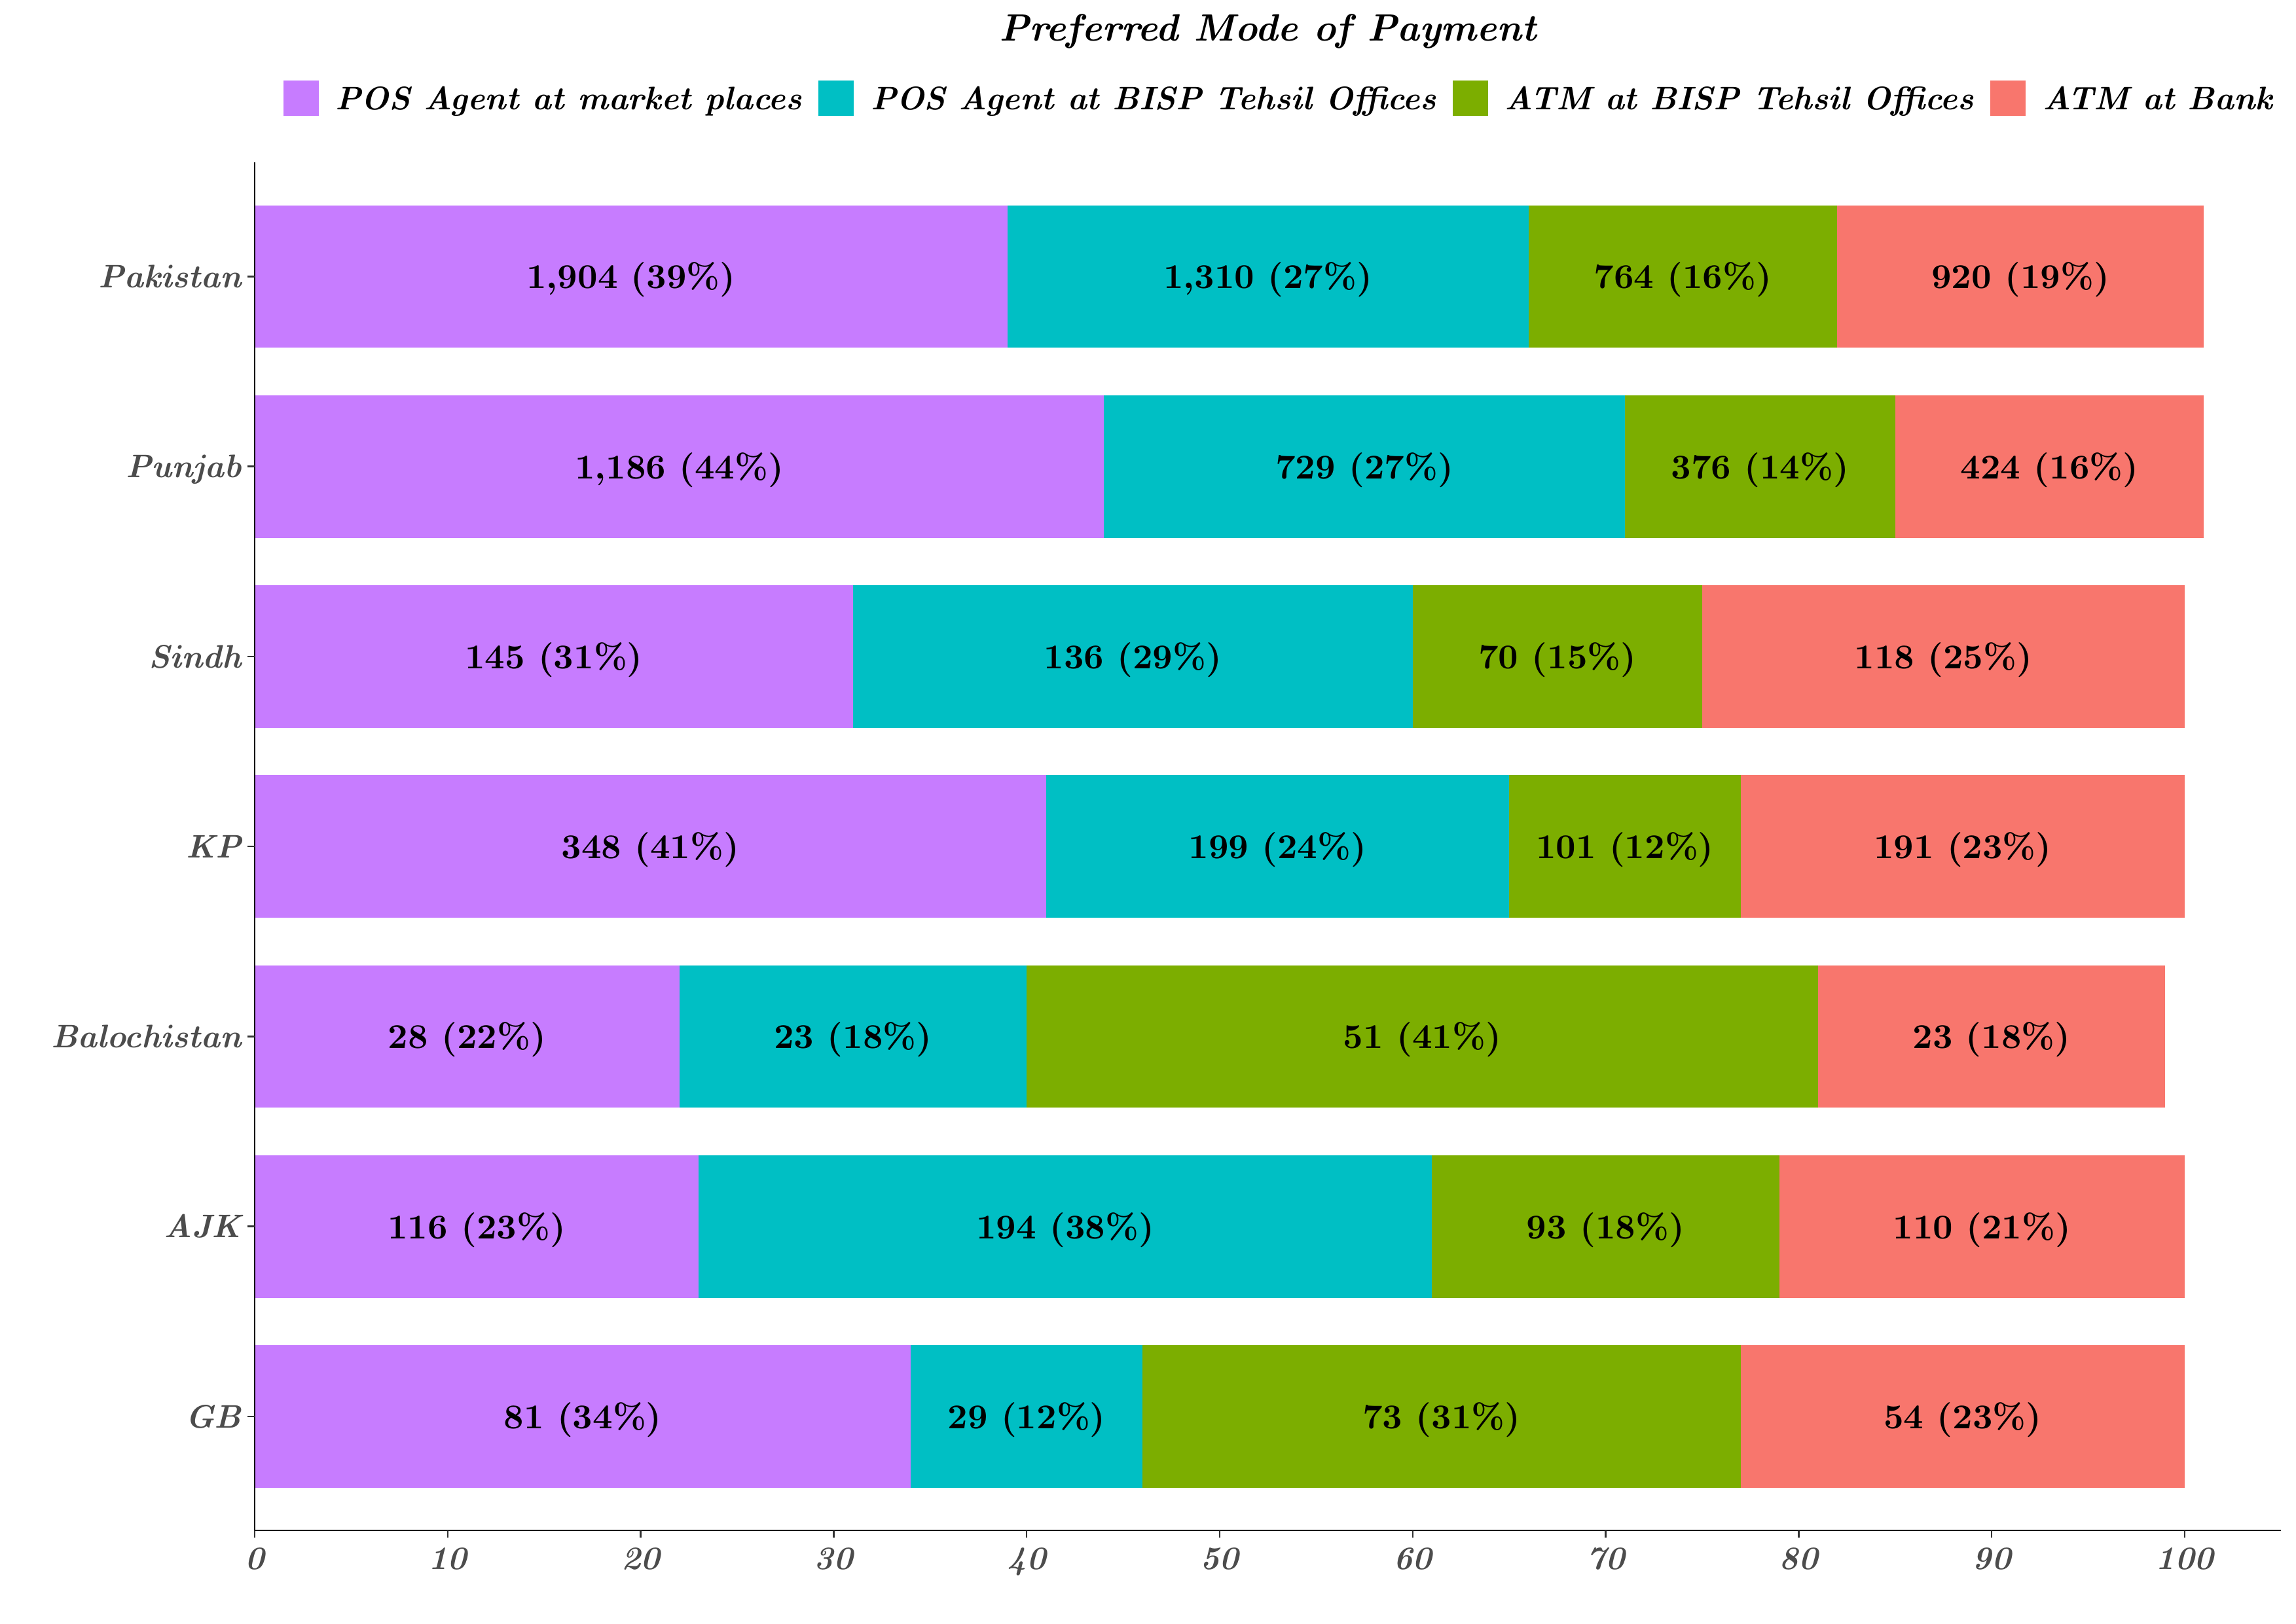 Preferred Mode of Payment
POS Agent at market places POS Agent at BISP Tehsil Offices ATM at BISP Tehsil Offices ATM at Bank
Pakistan 1,904 (39%) 1,310 (27%) 764 (16%) 920 (19%)
Punjab 1,186 (44%) 729 (27%) 376 (14%) 424 (16%)
Sindh 145 (31%) 136 (29%) 70 (15%) 118 (25%)
KP 348 (41%) 199 (24%) 101 (12%) 191 (23%)
Balochistan 28 (22%) 23 (18%) 51 (41%) 23 (18%)
AJK 116 (23%) 194 (38%) 93 (18%) 110 (21%)
GB 81 (34%) 29 (12%) 73 (31%) 54 (23%)
0 10 20 30 40 50 60 70 80 90 100